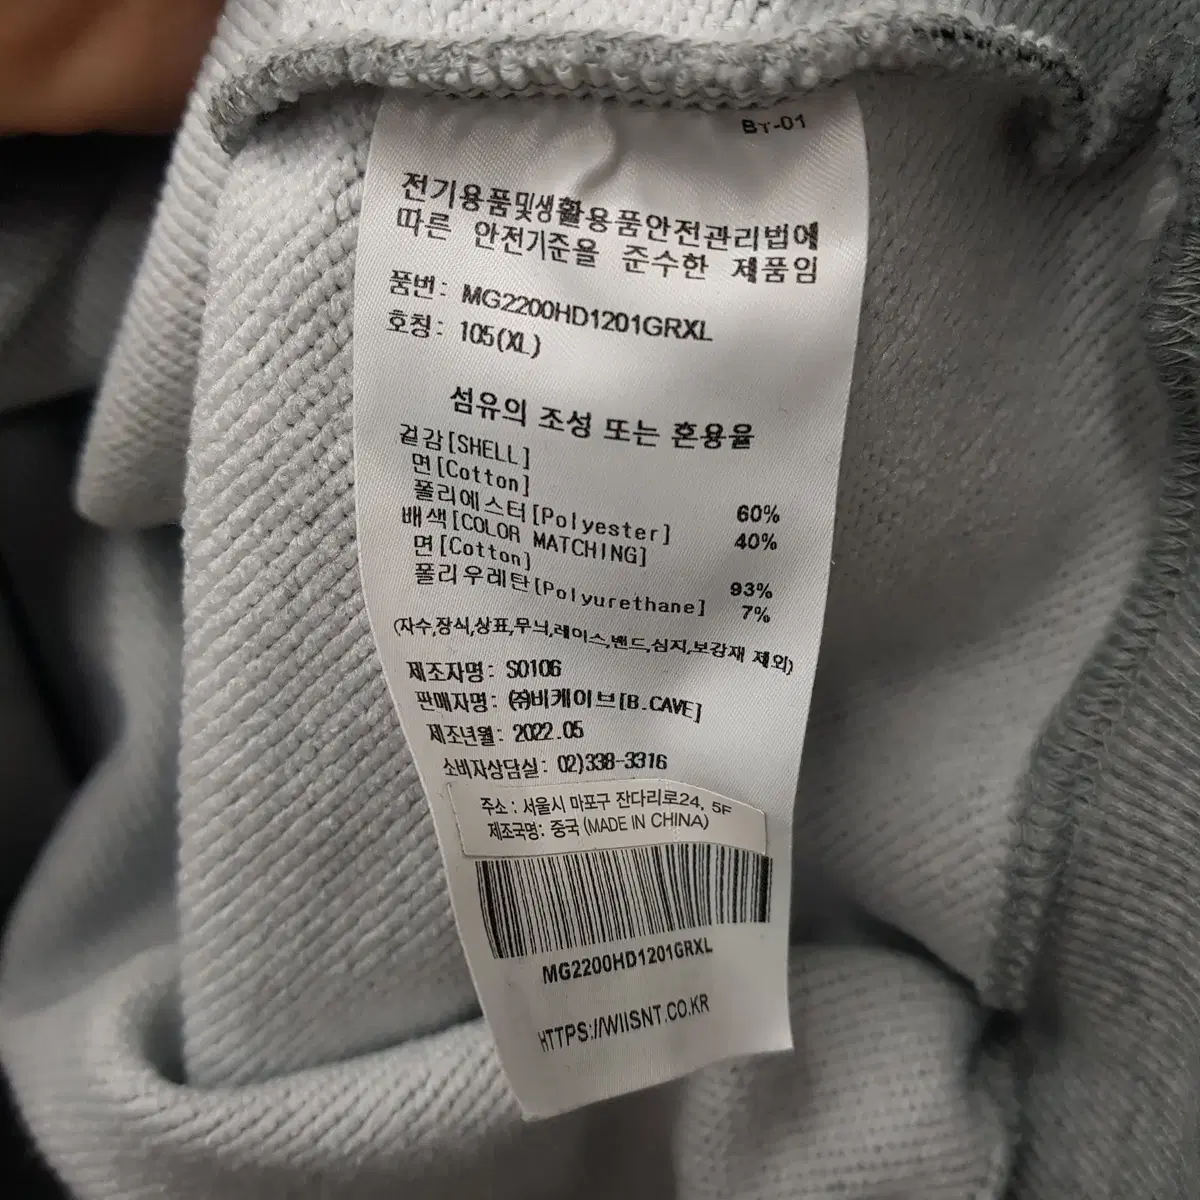 BT-01
전기용품및생활용품안전관리법에
따른 안전기준을 준수한 제품임
품번: MG2200HD1201GRXL
호칭: 105(XL)
섬유의 조성 또는 혼용율
겉감[SHELL]
면[Cotton] 60%
폴리에스터[Polyester] 40%
배색[COLOR MATCHING]
면[Cotton] 93%
폴리우레탄[Polyurethane] 7%
(자수,장식,상표,무늬,레이스,밴드,심지,보강재 제외)
제조자명: S0106
판매자명: ㈜비케이브[B.CAVE]
제조년월: 2022.05
소비자상담실: 02)338-3316
주소 : 서울시 마포구 잔다리로24, 5F
제조국명: 중국 (MADE IN CHINA)
MG2200HD1201GRXL
HTTPS://WIISNT.CO.KR